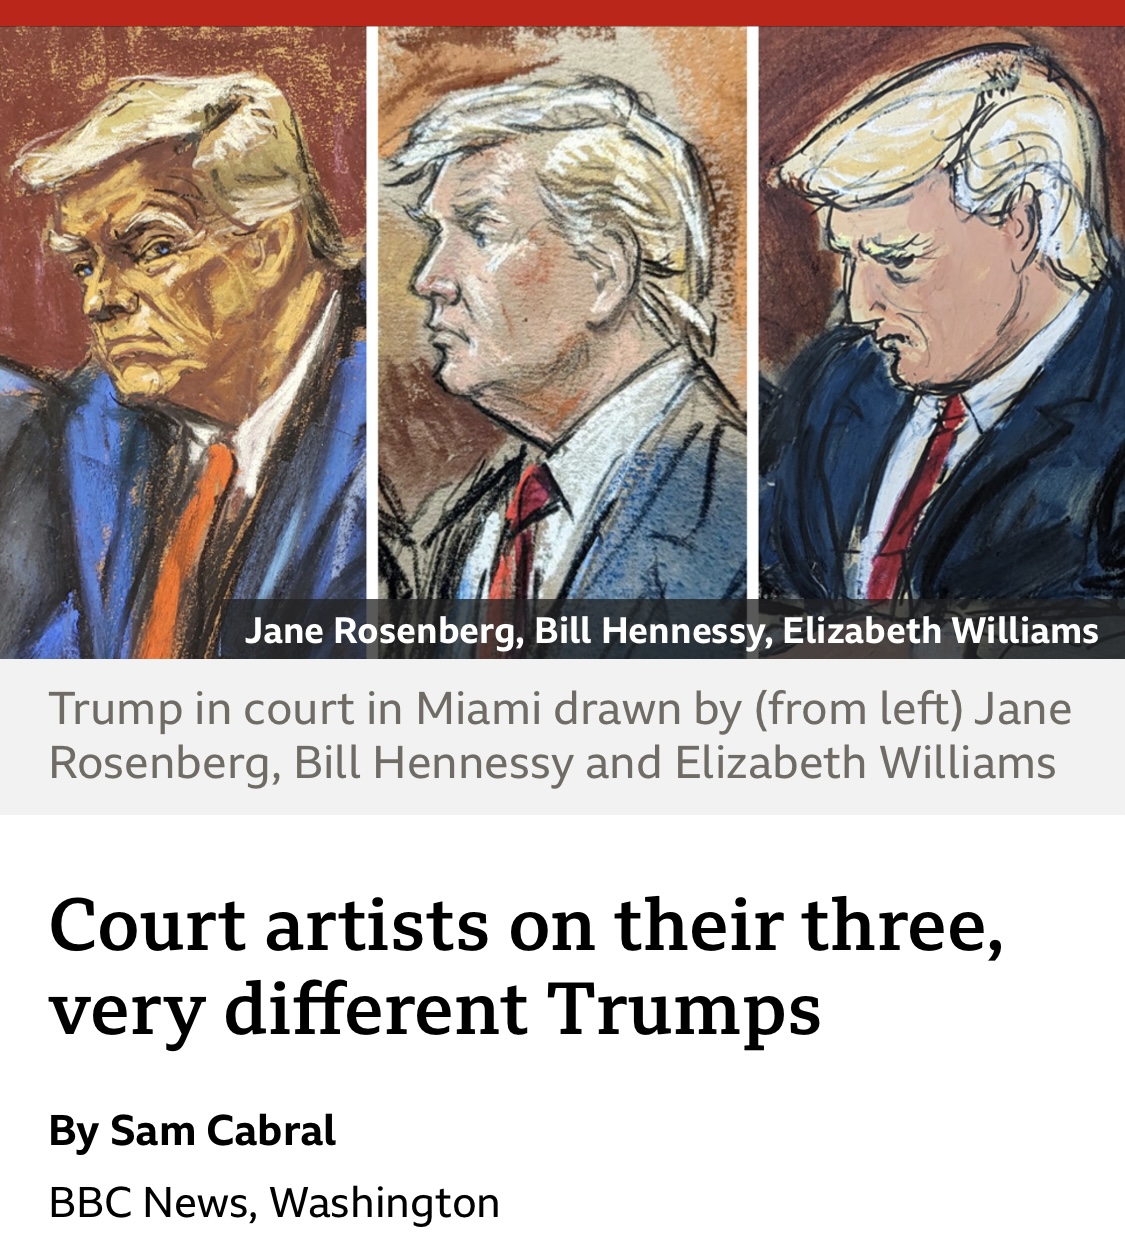 Jane Rosenberg, Bill Hennessy, Elizabeth Williams
Trump in court in Miami drawn by (from left) Jane
Rosenberg, Bill Hennessy and Elizabeth Williams
Court artists on their three,
very different Trumps
By Sam Cabral
BBC News, Washington